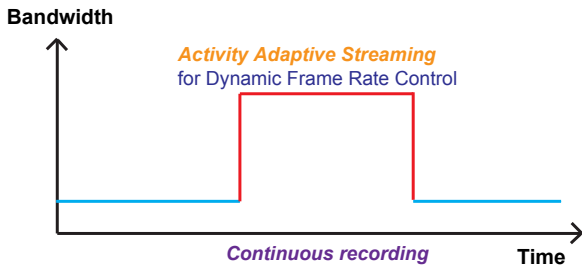 Bandwidth
Activity Adaptive Streaming
for Dynamic Frame Rate Control
Continuous recording
Time